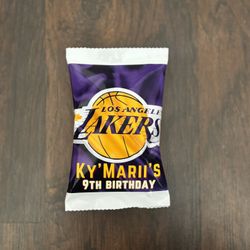 LOS ANGELES
LAKERS
KY'MARII'S
9TH BIRTHDAY